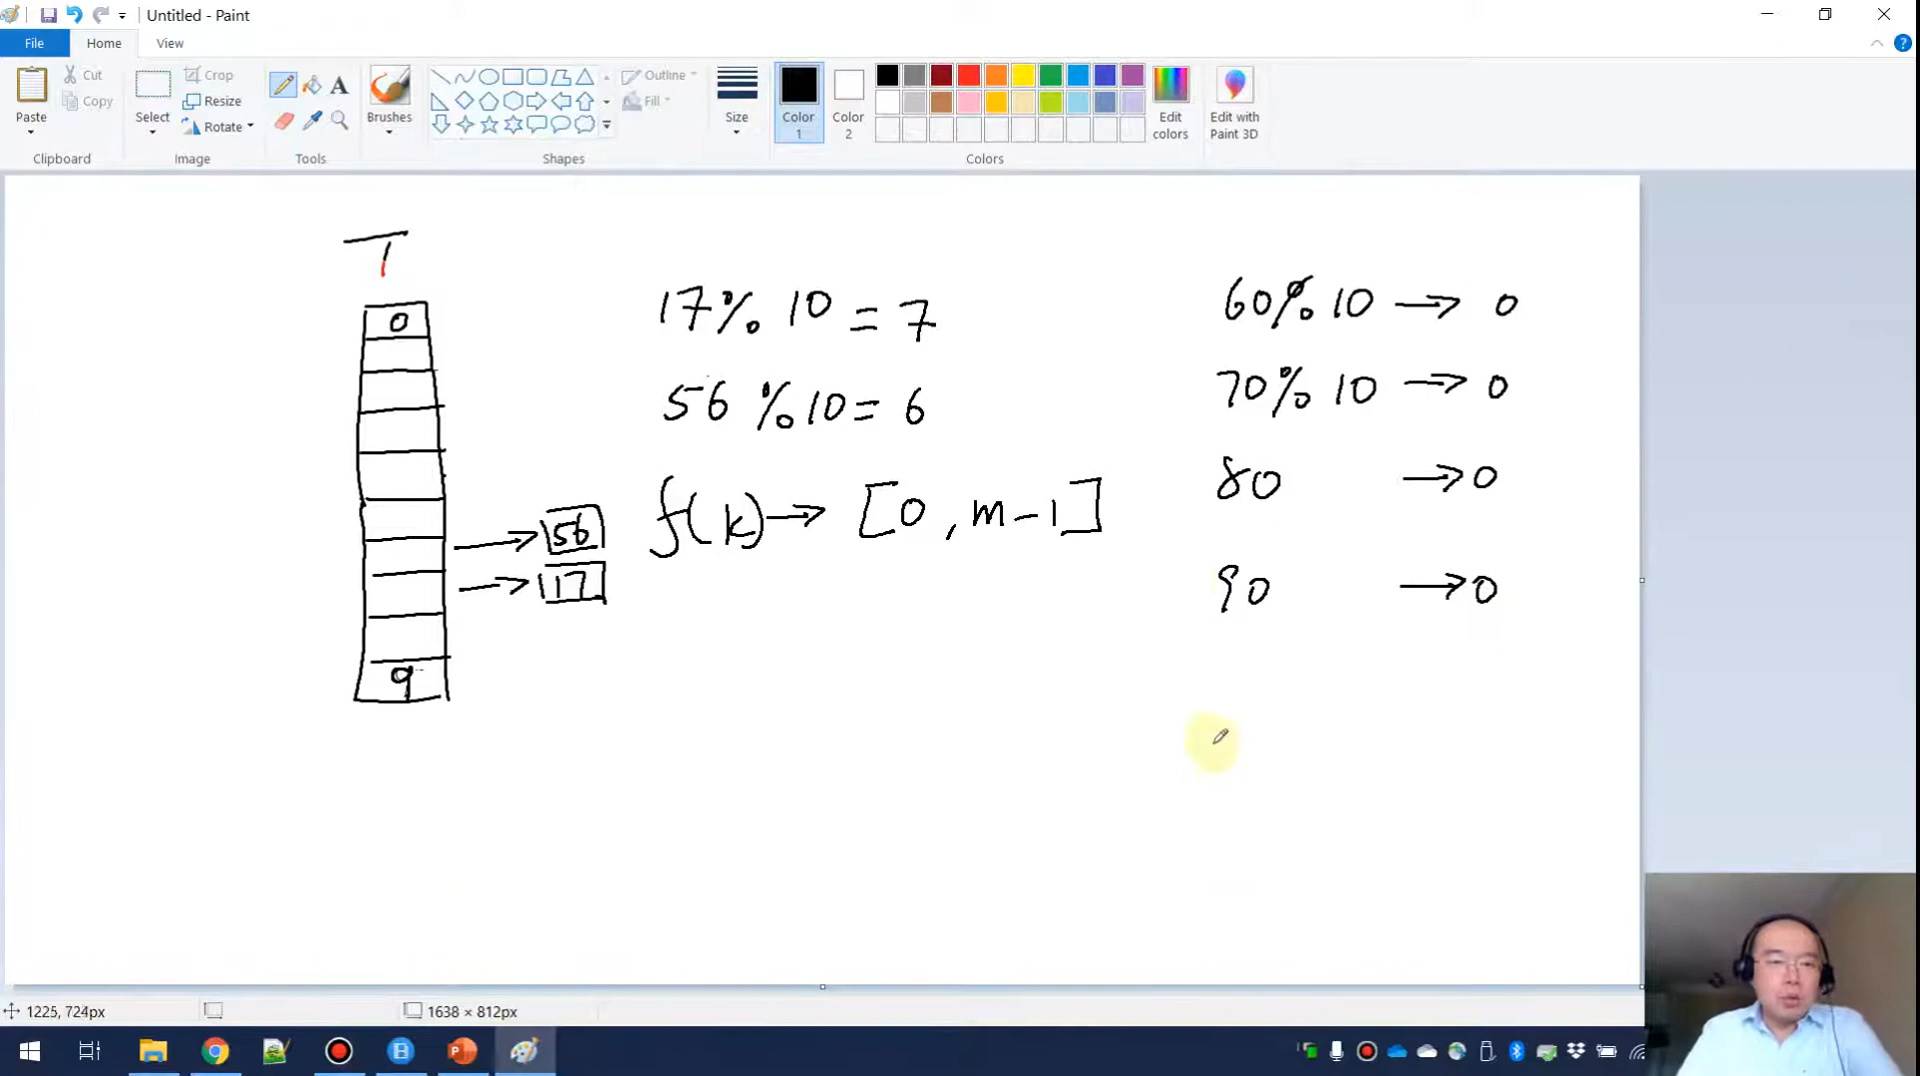 Untitled - Paint
File Home View
Paste
Cut
Copy
Clipboard
Select
Crop
Resize
Rotate
Image
Tools
Brushes
Shapes
Outline
Fill
Size
Color 1
Color 2
Colors
Edit colors
Edit with Paint 3D
T
0
9
56
17
17% 10 = 7
56 % 10 = 6
f(k) → [0, m-1]
60% 10 → 0
70% 10 → 0
80 → 0
90 → 0
1225, 724px
1638 × 812px